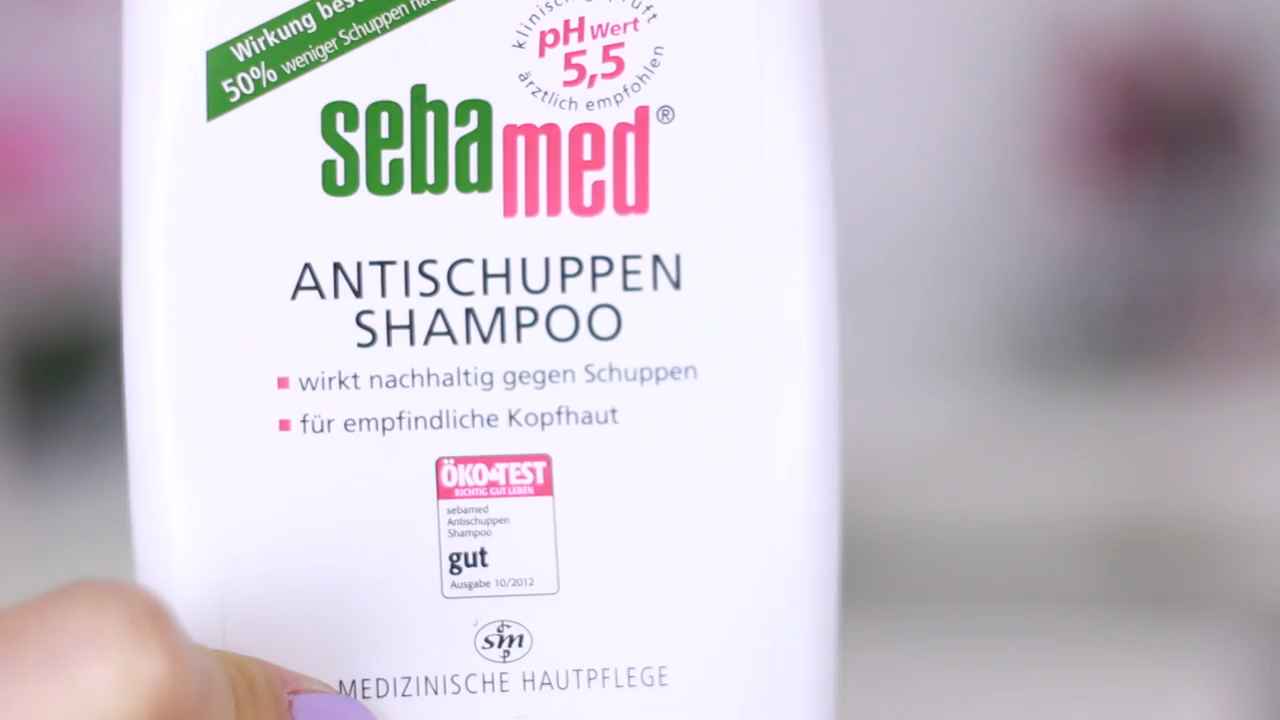 Wirkung
50% weniger Schuppen
klinisch
pH Wert
5,5
ärztlich empfohlen
sebamed®
ANTISCHUPPEN
SHAMPOO
wirkt nachhaltig gegen Schuppen
für empfindliche Kopfhaut
ÖKO-TEST
RICHTIG GUT LEBEN
sebamed
Antischuppen
Shampoo
gut
Ausgabe 10/2012
sm
MEDIZINISCHE HAUTPFLEGE